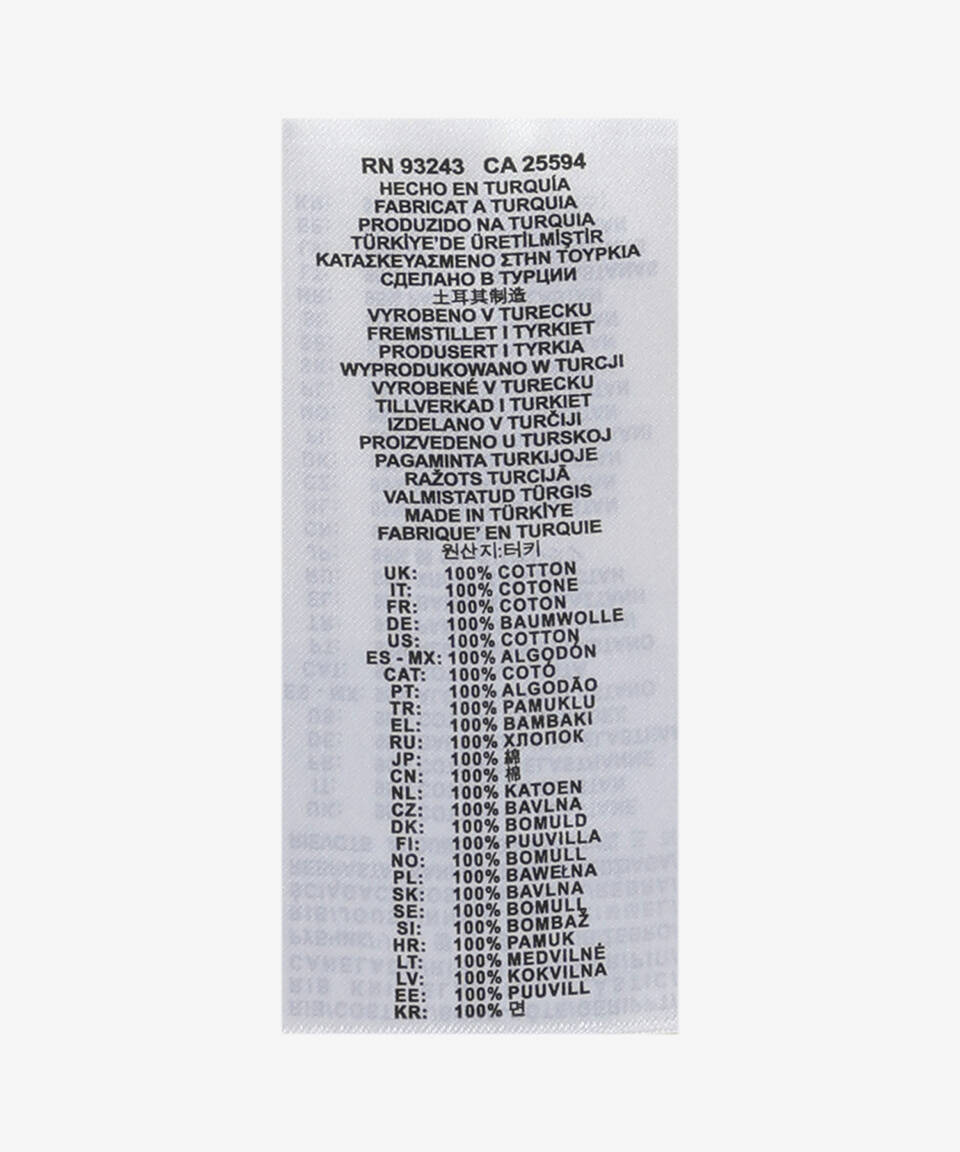 RN 93243 CA 25594
HECHO EN TURQUÍA
FABRICAT A TURQUIA
PRODUZIDO NA TURQUIA
TÜRKİYE'DE ÜRETİLMİŞTİR
ΚΑΤΑΣΚΕΥΑΣΜΕΝΟ ΣΤΗΝ ΤΟΥΡΚΙΑ
СДЕЛАНО В ТУРЦИИ
土耳其制造
VYROBENO V TURECKU
FREMSTILLET I TYRKIET
PRODUSERT I TYRKIA
WYPRODUKOWANO W TURCJI
VYROBENÉ V TURECKU
TILLVERKAD I TURKIET
IZDELANO V TURČIJI
PROIZVEDENO U TURSKOJ
PAGAMINTA TURKIJOJE
RAŽOTS TURCIJĀ
VALMISTATUD TÜRGIS
MADE IN TÜRKİYE
FABRIQUE' EN TURQUIE
원산지:터키
UK: 100% COTTON
IT: 100% COTONE
FR: 100% COTON
DE: 100% BAUMWOLLE
US: 100% COTTON
ES - MX: 100% ALGODÓN
CAT: 100% COTÓ
PT: 100% ALGODÃO
TR: 100% PAMUKLU
EL: 100% ΒΑΜΒΑΚΙ
RU: 100% ХЛОПОК
JP: 100% 綿
CN: 100% 棉
NL: 100% KATOEN
CZ: 100% BAVLNA
DK: 100% BOMULD
FI: 100% PUUVILLA
NO: 100% BOMULL
PL: 100% BAWEŁNA
SK: 100% BAVLNA
SE: 100% BOMULL
SI: 100% BOMBAŽ
HR: 100% PAMUK
LT: 100% MEDVILNĖ
LV: 100% KOKVILNA
EE: 100% PUUVILL
KR: 100% 면